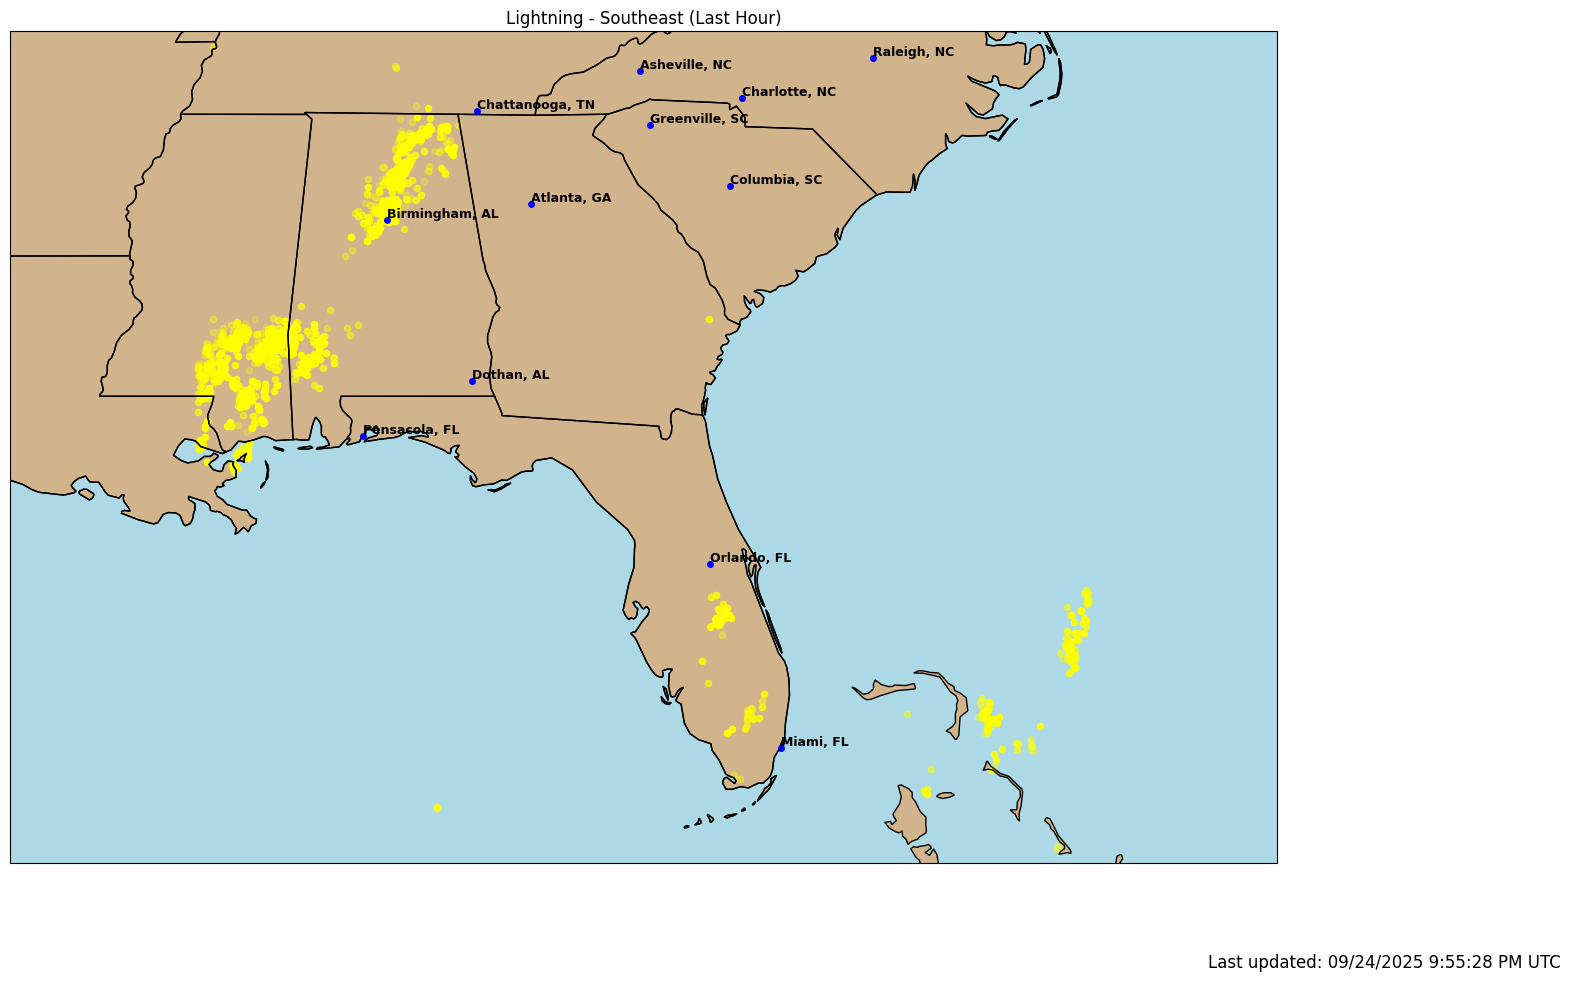 Lightning - Southeast (Last Hour)
Raleigh, NC
Asheville, NC
Charlotte, NC
Chattanooga, TN
Greenville, SC
Columbia, SC
Atlanta, GA
Birmingham, AL
Dothan, AL
Pensacola, FL
Orlando, FL
Miami, FL
Last updated: 09/24/2025 9:55:28 PM UTC